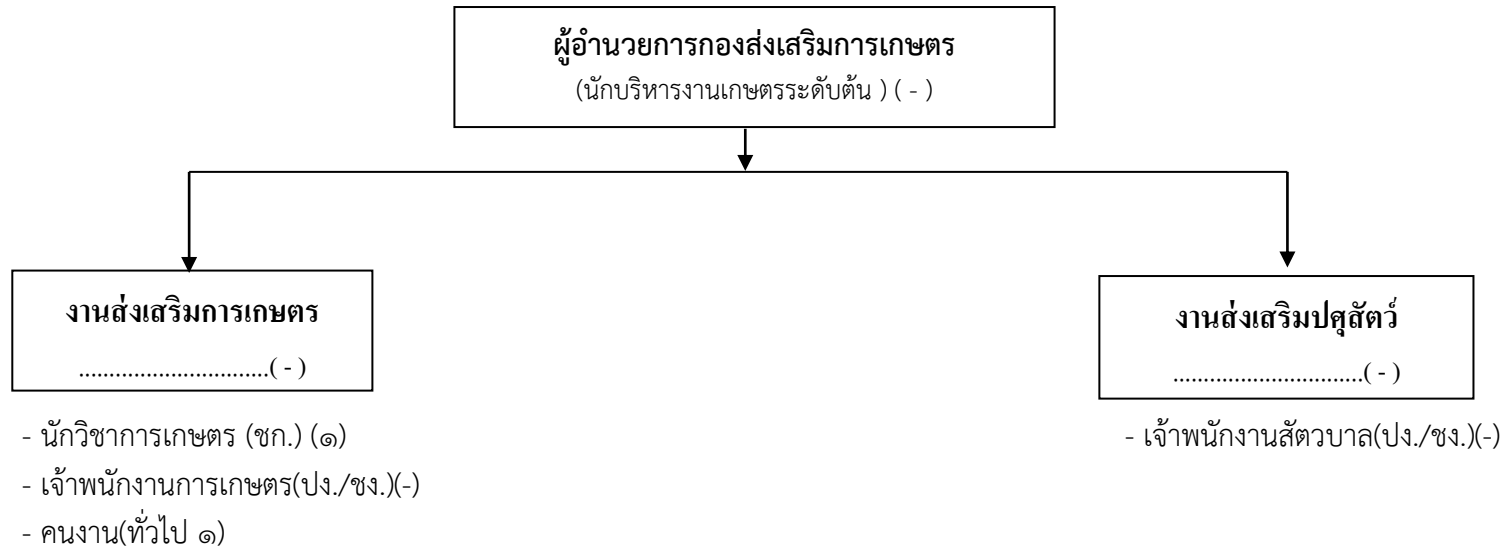 ผู้อำนวยการกองส่งเสริมการเกษตร
(นักบริหารงานเกษตรระดับต้น ) ( - )
งานส่งเสริมการเกษตร
...............................( - )
- นักวิชาการเกษตร (ชก.) (๑)
- เจ้าพนักงานการเกษตร(ปง./ชง.)(-)
- คนงาน(ทั่วไป ๑)
งานส่งเสริมปศุสัตว์
...............................( - )
- เจ้าพนักงานสัตวบาล(ปง./ชง.)(-)